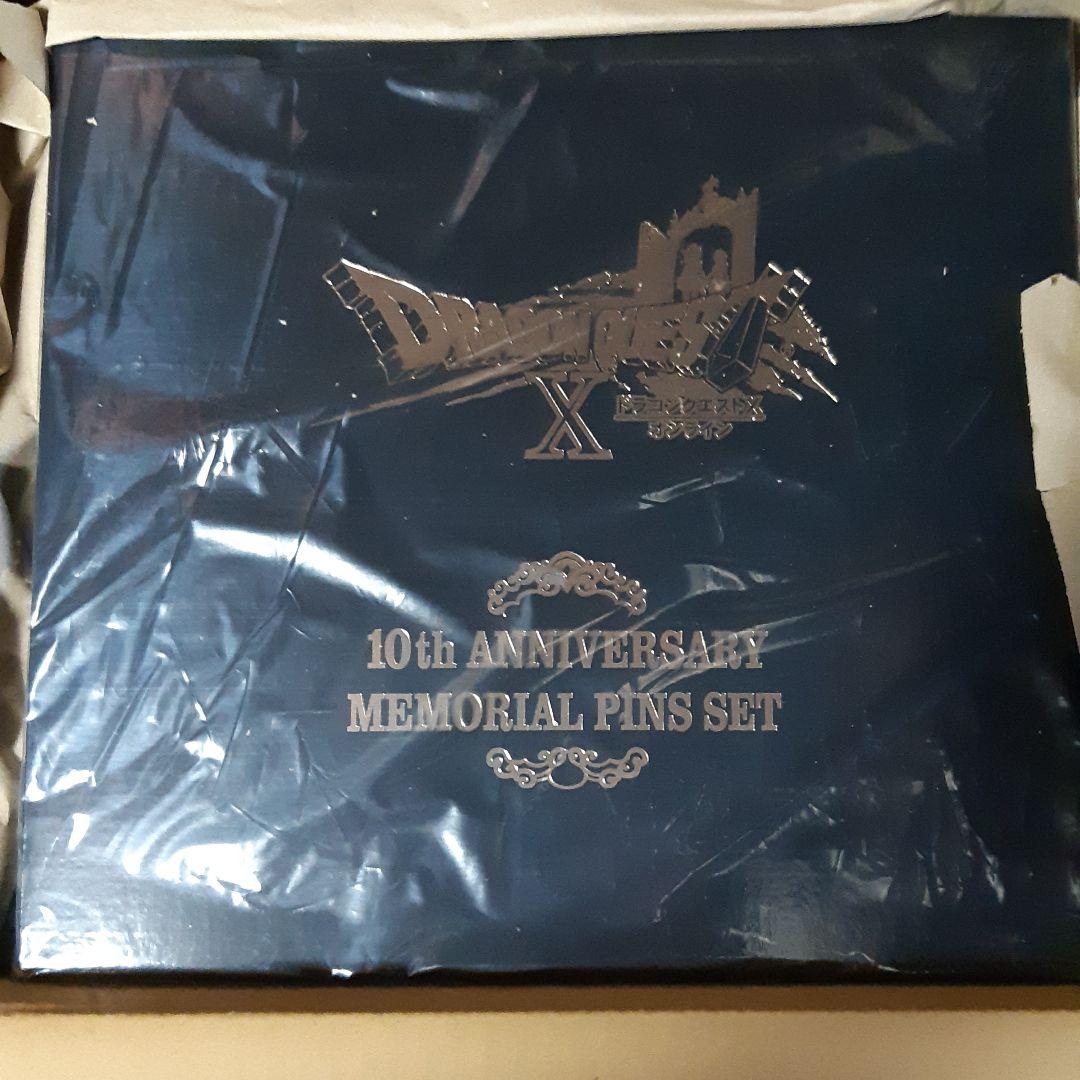 DRAGON QUEST
X
ドラゴンクエストX
オンライン
10th ANNIVERSARY
MEMORIAL PINS SET